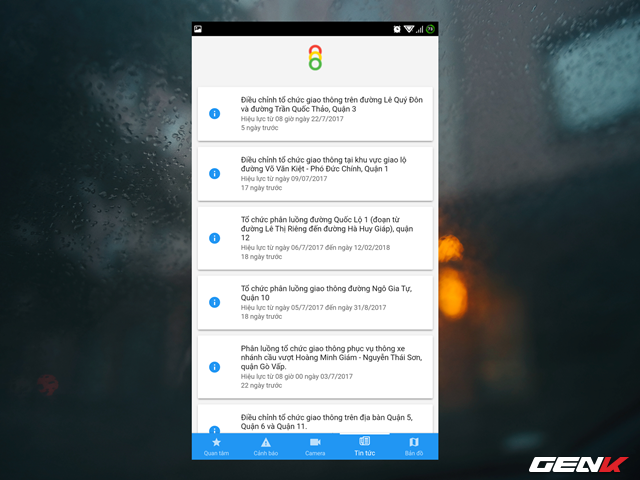 78
Điều chỉnh tổ chức giao thông trên đường Lê Quý Đôn
và đường Trần Quốc Thảo, Quận 3
Hiệu lực từ 08 giờ ngày 22/7/2017
5 ngày trước
Điều chỉnh tổ chức giao thông tại khu vực giao lộ
đường Võ Văn Kiệt - Phó Đức Chính, Quận 1
Hiệu lực từ ngày 09/07/2017
17 ngày trước
Tổ chức phân luồng đường Quốc Lộ 1 (đoạn từ
đường Lê Thị Riêng đến đường Hà Huy Giáp), quận
12
Hiệu lực từ ngày 06/7/2017 đến ngày 12/02/2018
18 ngày trước
Tổ chức phân luồng giao thông đường Ngô Gia Tự,
Quận 10
Hiệu lực từ ngày 05/7/2017 đến ngày 31/8/2017
18 ngày trước
Phân luồng tổ chức giao thông phục vụ thông xe
nhánh cầu vượt Hoàng Minh Giám - Nguyễn Thái Sơn,
quận Gò Vấp.
Hiệu lực từ 08 giờ 00 ngày 03/7/2017
22 ngày trước
Điều chỉnh tổ chức giao thông trên địa bàn Quận 5,
Quận 6 và Quận 11.
Quan tâm Cảnh báo Camera Tin tức Bản đồ
GENK